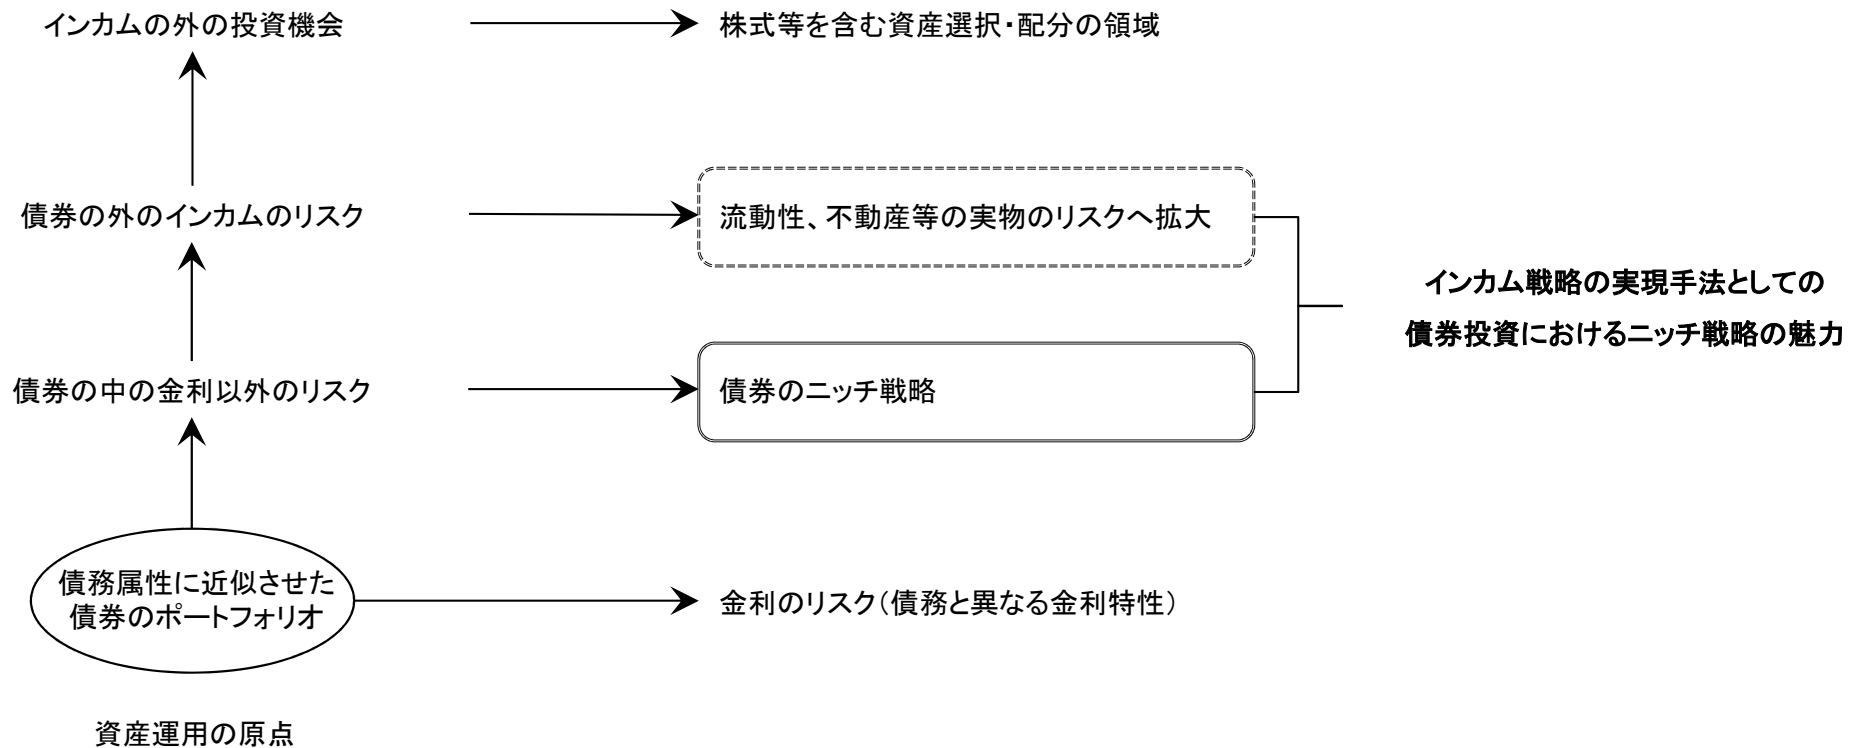 インカムの外の投資機会
株式等を含む資産選択・配分の領域
債券の外のインカムのリスク
流動性、不動産等の実物のリスクへ拡大
インカム戦略の実現手法としての
債券投資におけるニッチ戦略の魅力
債券の中の金利以外のリスク
債券のニッチ戦略
債務属性に近似させた
債券のポートフォリオ
金利のリスク（債務と異なる金利特性）
資産運用の原点